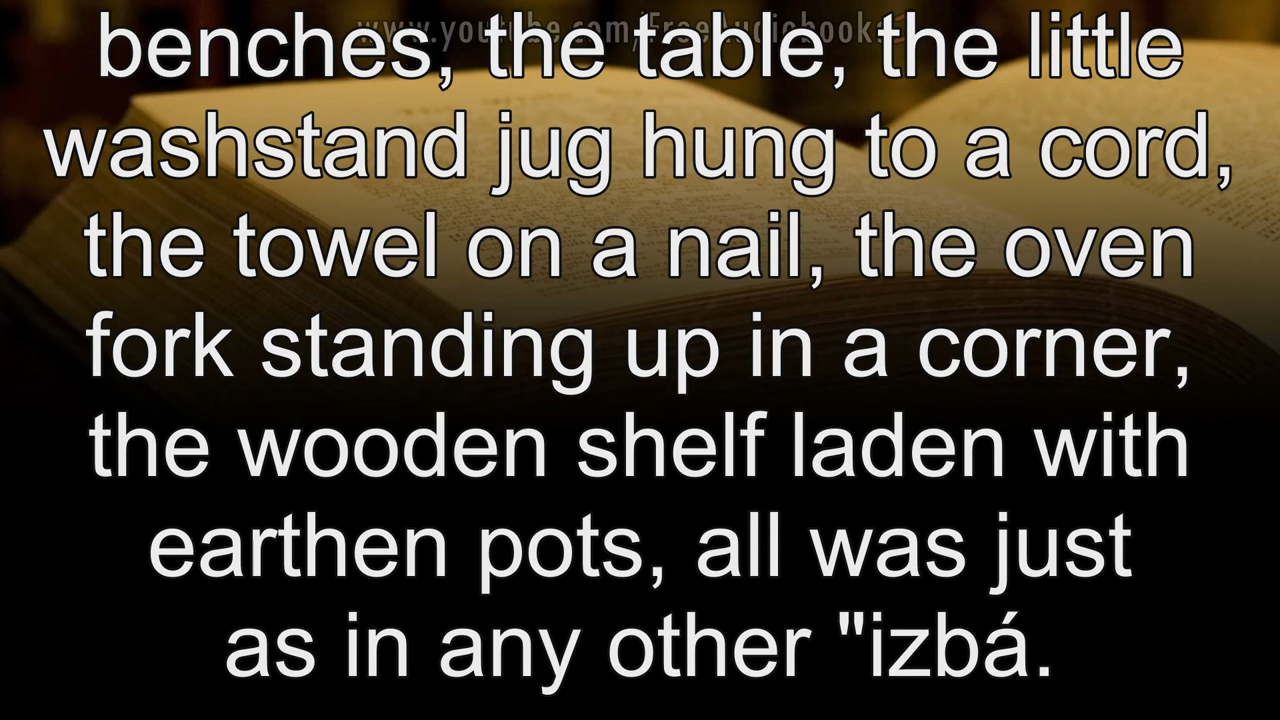 www.youtube.com/FreeAudiobooks
benches, the table, the little
washstand jug hung to a cord,
the towel on a nail, the oven
fork standing up in a corner,
the wooden shelf laden with
earthen pots, all was just
as in any other "izbá.